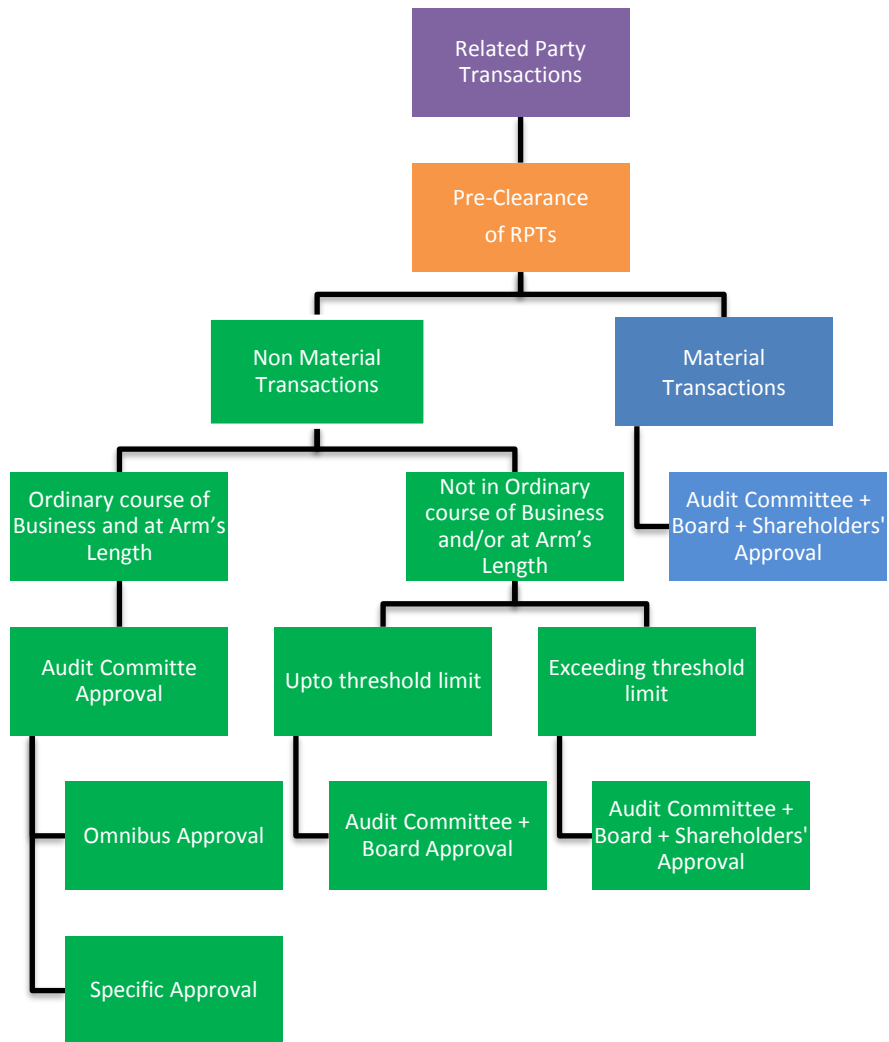 Related Party
Transactions
Pre-Clearance
of RPTs
Non Material
Transactions
Material
Transactions
Ordinary course of
Business and at Arm's
Length
Not in Ordinary
course of Business
and/or at Arm's
Length
Audit Committee +
Board + Shareholders'
Approval
Audit Committe
Approval
Upto threshold limit
Exceeding threshold
limit
Omnibus Approval
Audit Committee +
Board Approval
Audit Committee +
Board + Shareholders'
Approval
Specific Approval